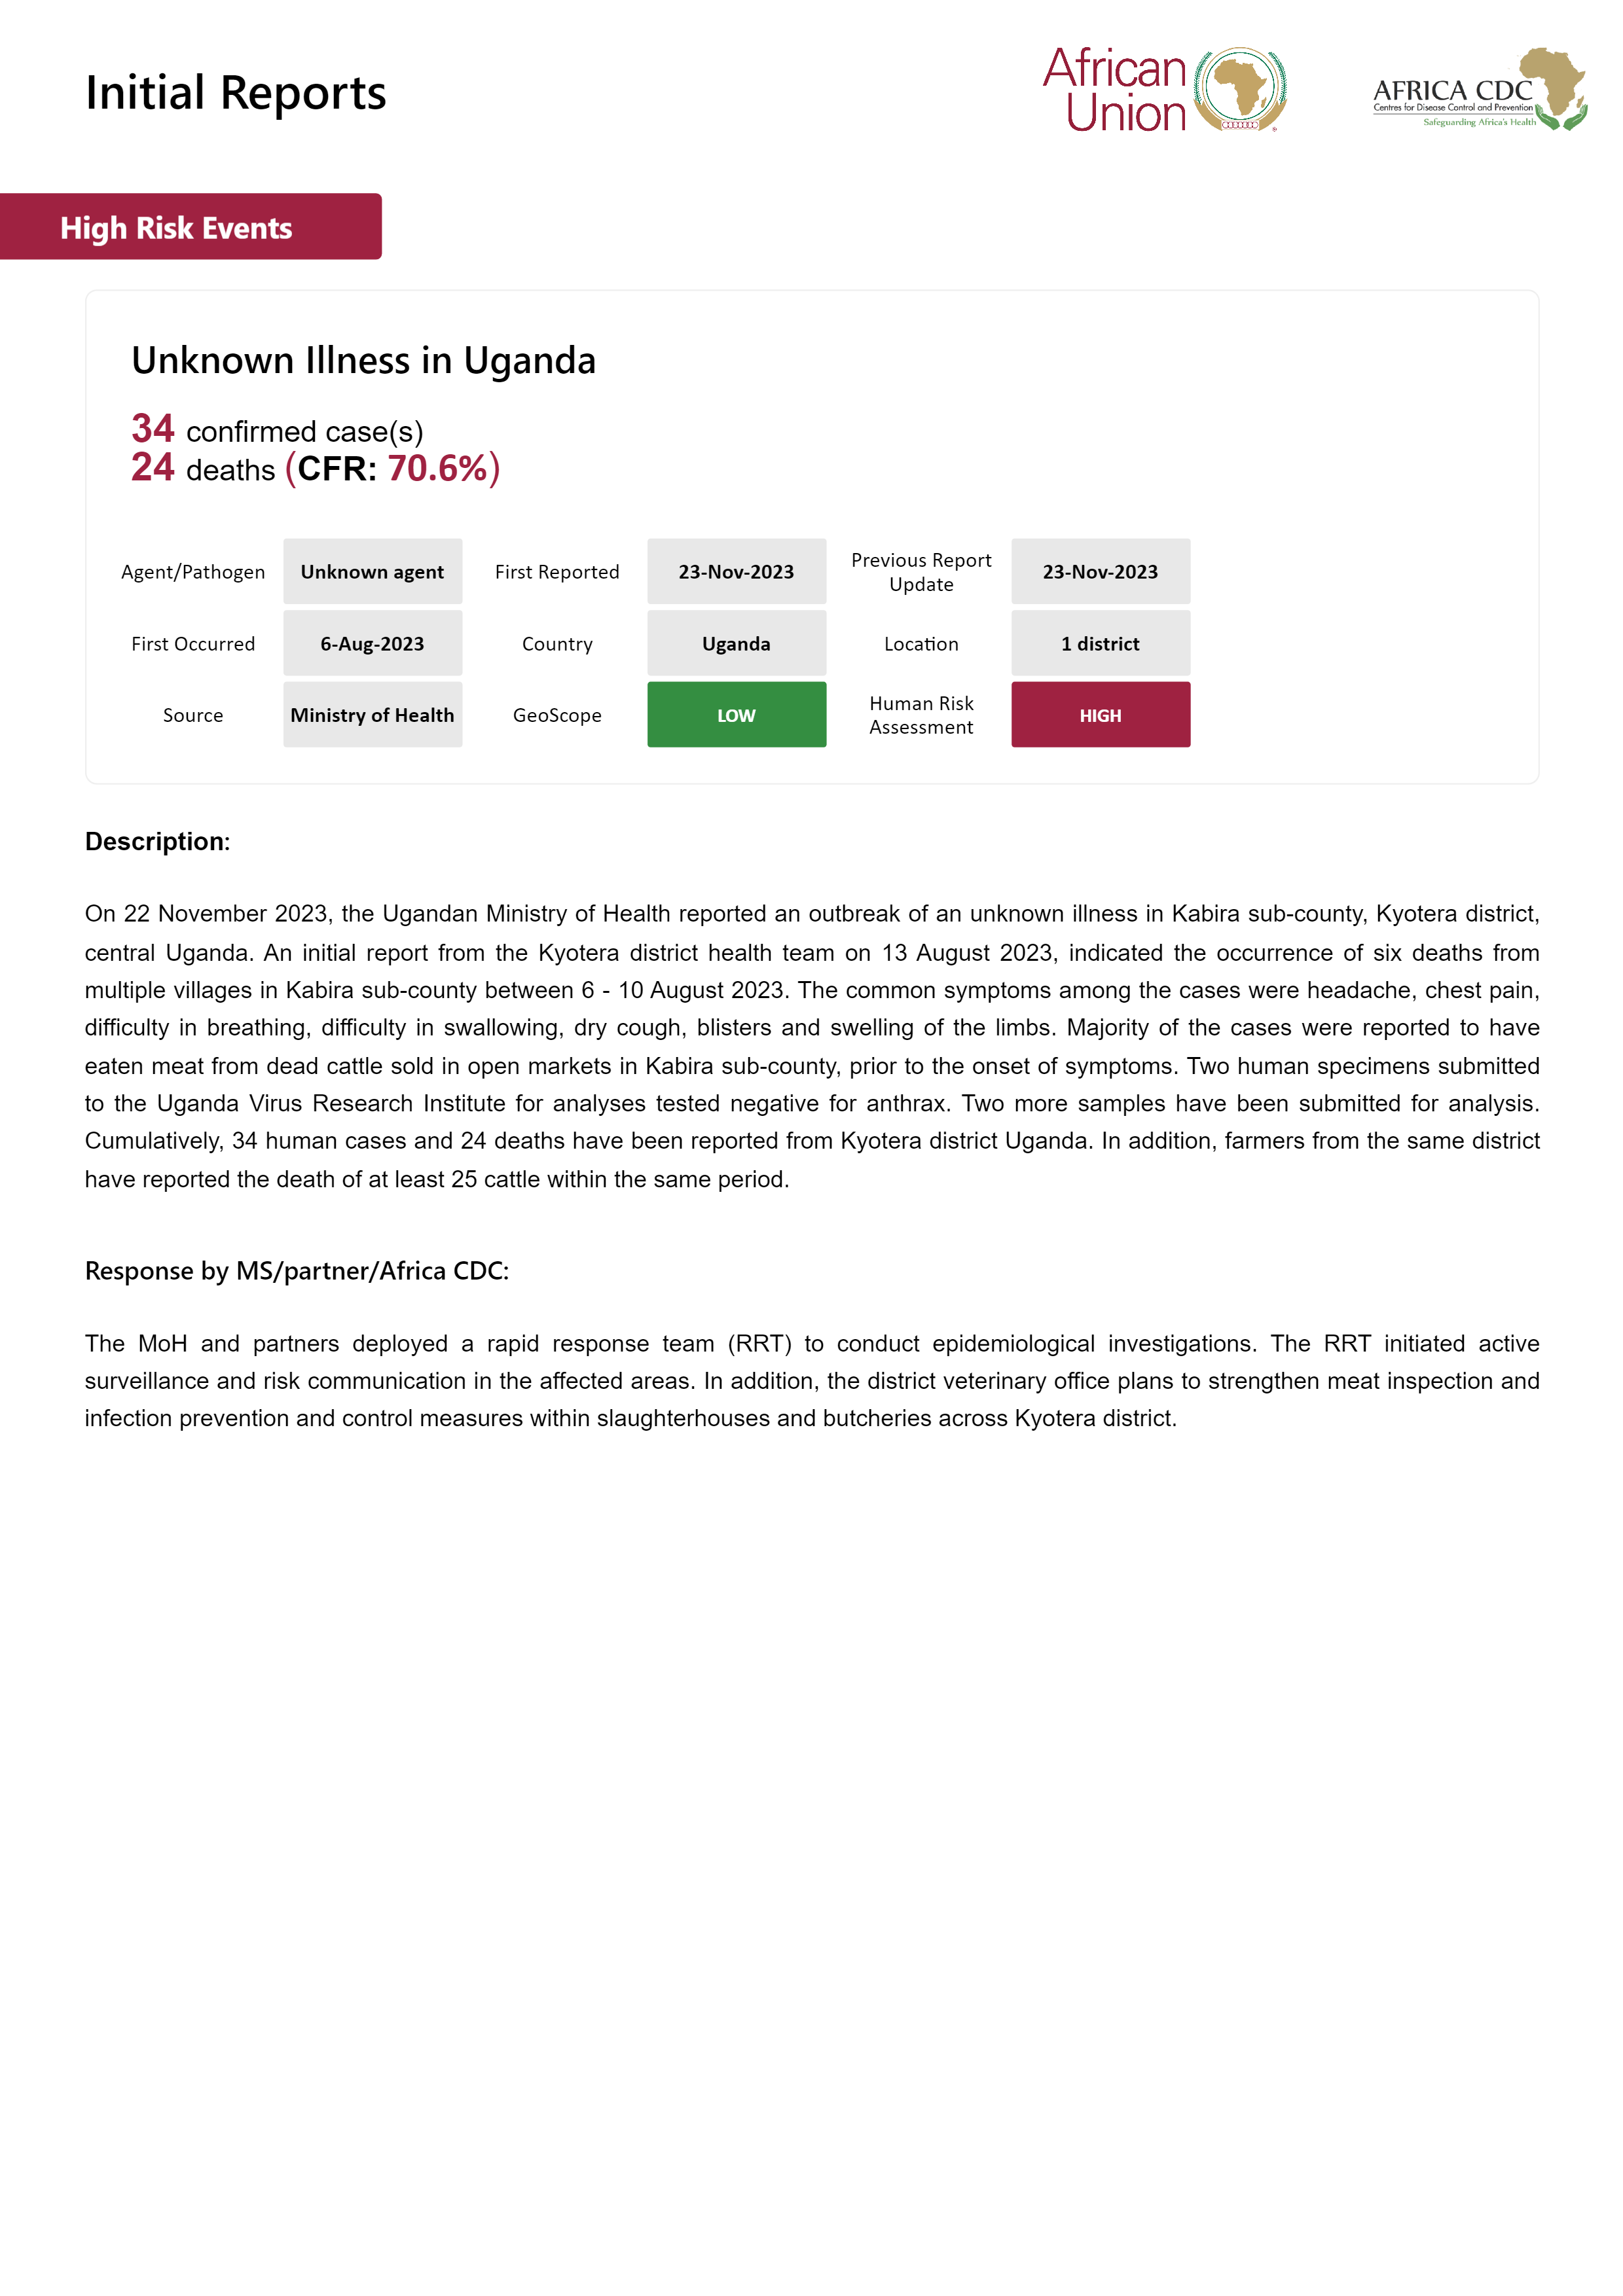 Initial Reports
African
Union
AFRICA CDC
Centres for Disease Control and Prevention
Safeguarding Africa's Health
High Risk Events
Unknown Illness in Uganda
34 confirmed case(s)
24 deaths (CFR: 70.6%)
Agent/Pathogen Unknown agent First Reported 23-Nov-2023 Previous Report Update 23-Nov-2023
First Occurred 6-Aug-2023 Country Uganda Location 1 district
Source Ministry of Health GeoScope LOW Human Risk Assessment HIGH
Description:
On 22 November 2023, the Ugandan Ministry of Health reported an outbreak of an unknown illness in Kabira sub-county, Kyotera district,
central Uganda. An initial report from the Kyotera district health team on 13 August 2023, indicated the occurrence of six deaths from
multiple villages in Kabira sub-county between 6 - 10 August 2023. The common symptoms among the cases were headache, chest pain,
difficulty in breathing, difficulty in swallowing, dry cough, blisters and swelling of the limbs. Majority of the cases were reported to have
eaten meat from dead cattle sold in open markets in Kabira sub-county, prior to the onset of symptoms. Two human specimens submitted
to the Uganda Virus Research Institute for analyses tested negative for anthrax. Two more samples have been submitted for analysis.
Cumulatively, 34 human cases and 24 deaths have been reported from Kyotera district Uganda. In addition, farmers from the same district
have reported the death of at least 25 cattle within the same period.
Response by MS/partner/Africa CDC:
The MoH and partners deployed a rapid response team (RRT) to conduct epidemiological investigations. The RRT initiated active
surveillance and risk communication in the affected areas. In addition, the district veterinary office plans to strengthen meat inspection and
infection prevention and control measures within slaughterhouses and butcheries across Kyotera district.